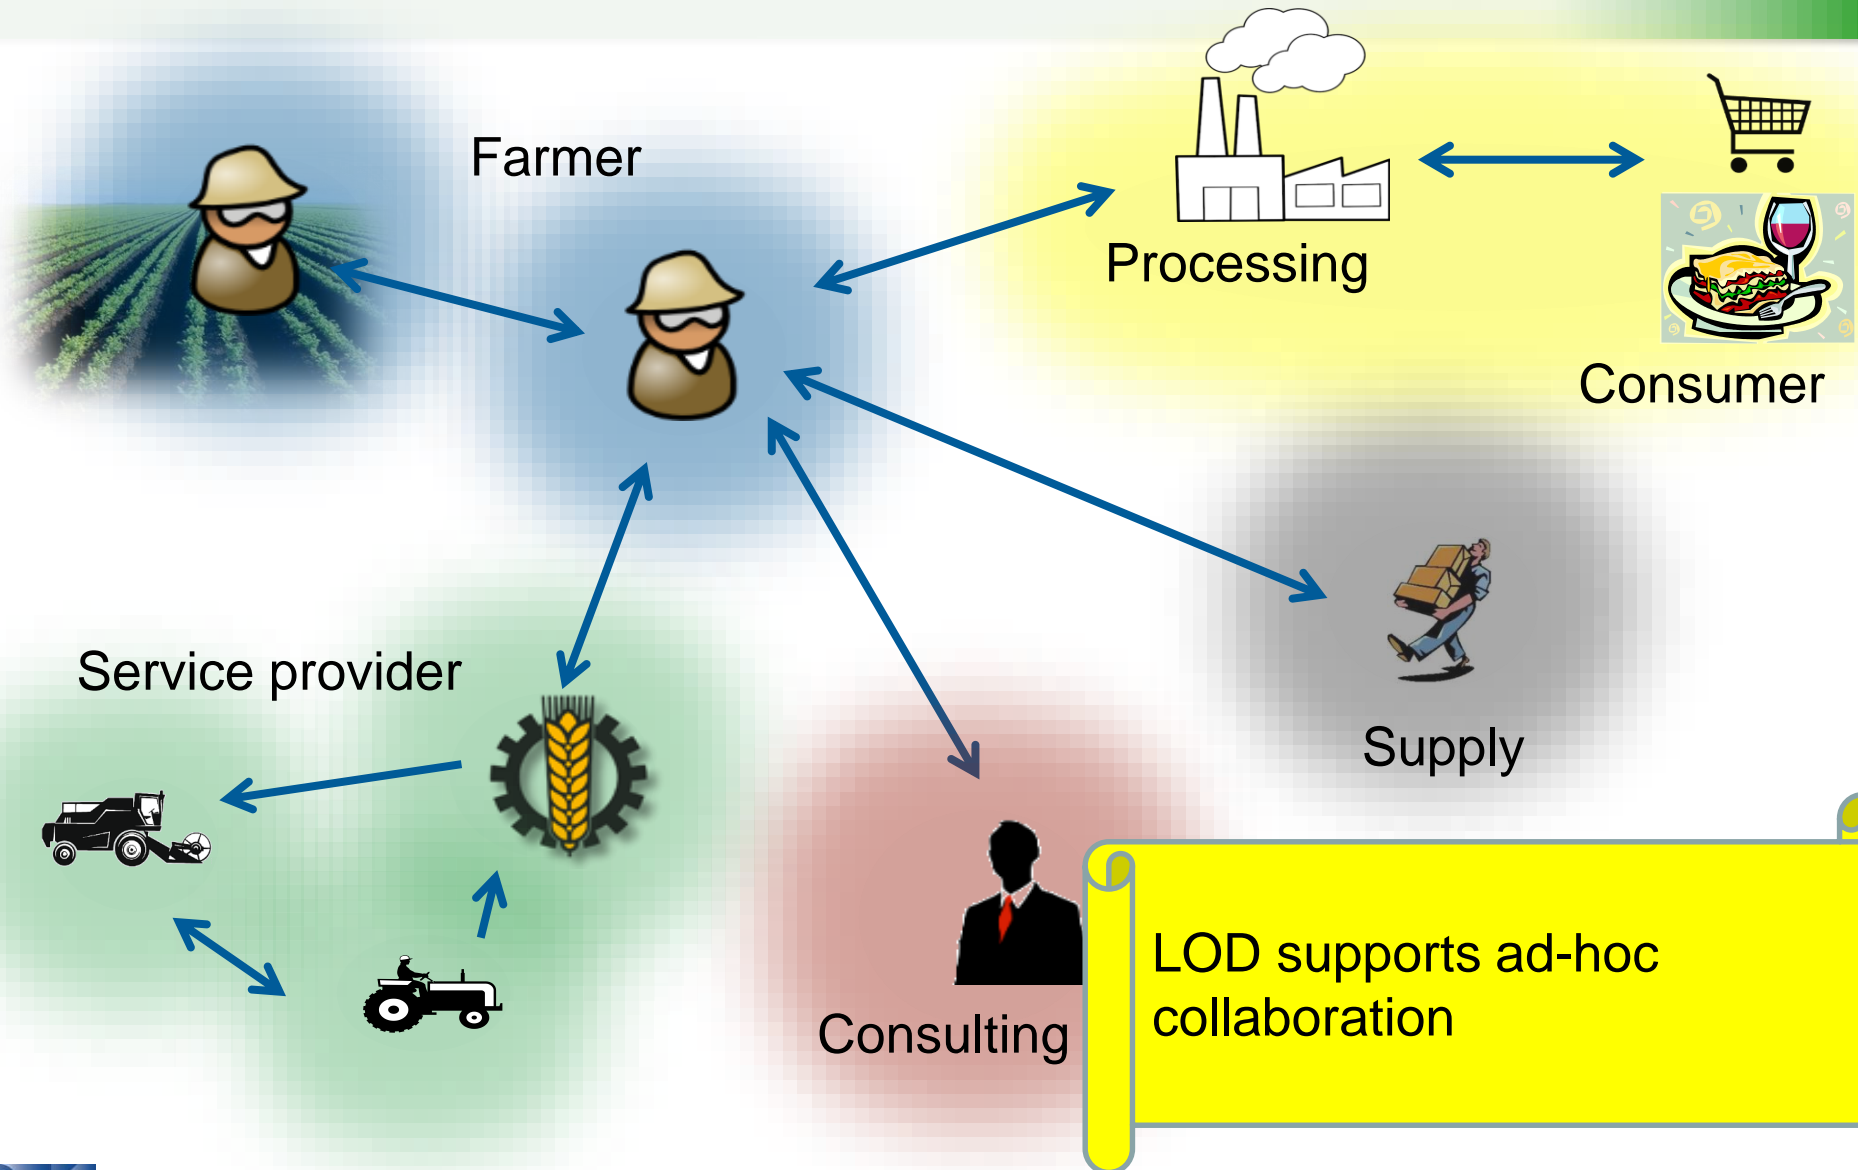 Farmer
Processing
Consumer
Service provider
Supply
Consulting
LOD supports ad-hoc
collaboration